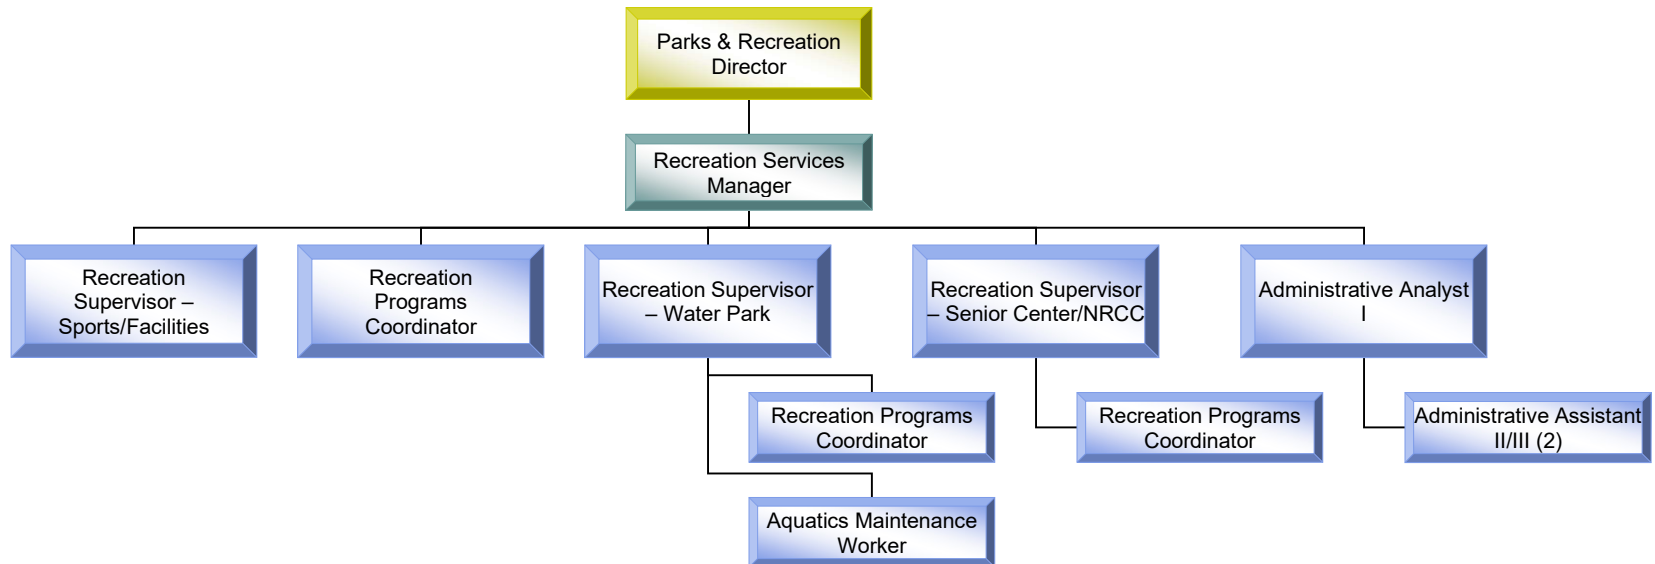 Parks & Recreation
Director
Recreation Services
Manager
Recreation
Supervisor –
Sports/Facilities
Recreation
Programs
Coordinator
Recreation Supervisor
– Water Park
Recreation Supervisor
– Senior Center/NRCC
Administrative Analyst
I
Recreation Programs
Coordinator
Recreation Programs
Coordinator
Administrative Assistant
II/III (2)
Aquatics Maintenance
Worker